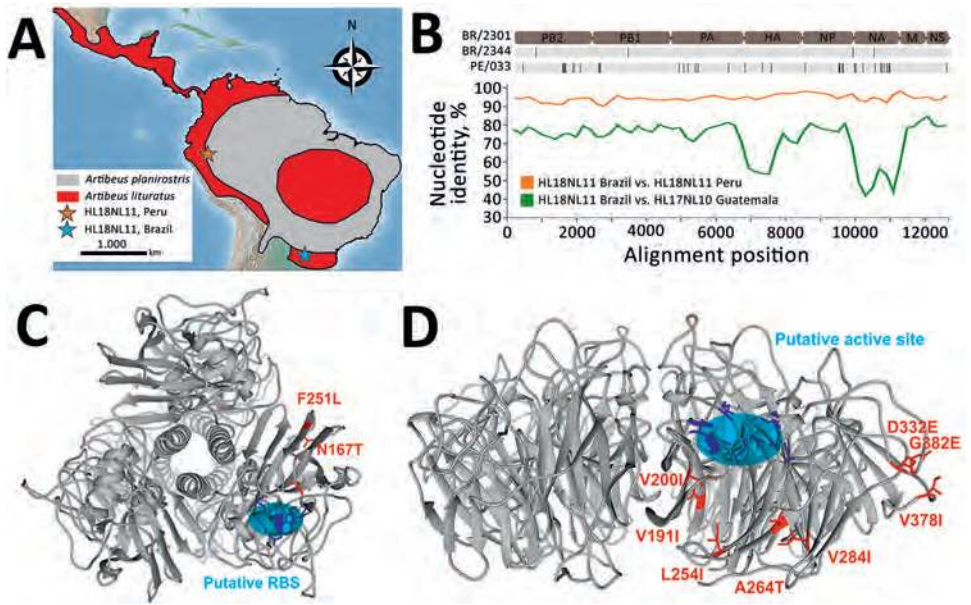 A
N
Artibeus planirostris
Artibeus lituratus
HL18NL11, Peru
HL18NL11, Brazil
1.000
km
B
BR/2301 PB2 PB1 PA HA NP NA M NS
BR/2344
PE/033
Nucleotide
identity, %
100
90
80
70
60
50
40
30
HL18NL11 Brazil vs. HL18NL11 Peru
HL18NL11 Brazil vs. HL17NL10 Guatemala
0 2000 4000 6000 8000 10000 12000
Alignment position
C
F251L
N167T
Putative RBS
D
Putative active site
D332E
G382E
V200I
V378I
V191I
V284I
L254I
A264T